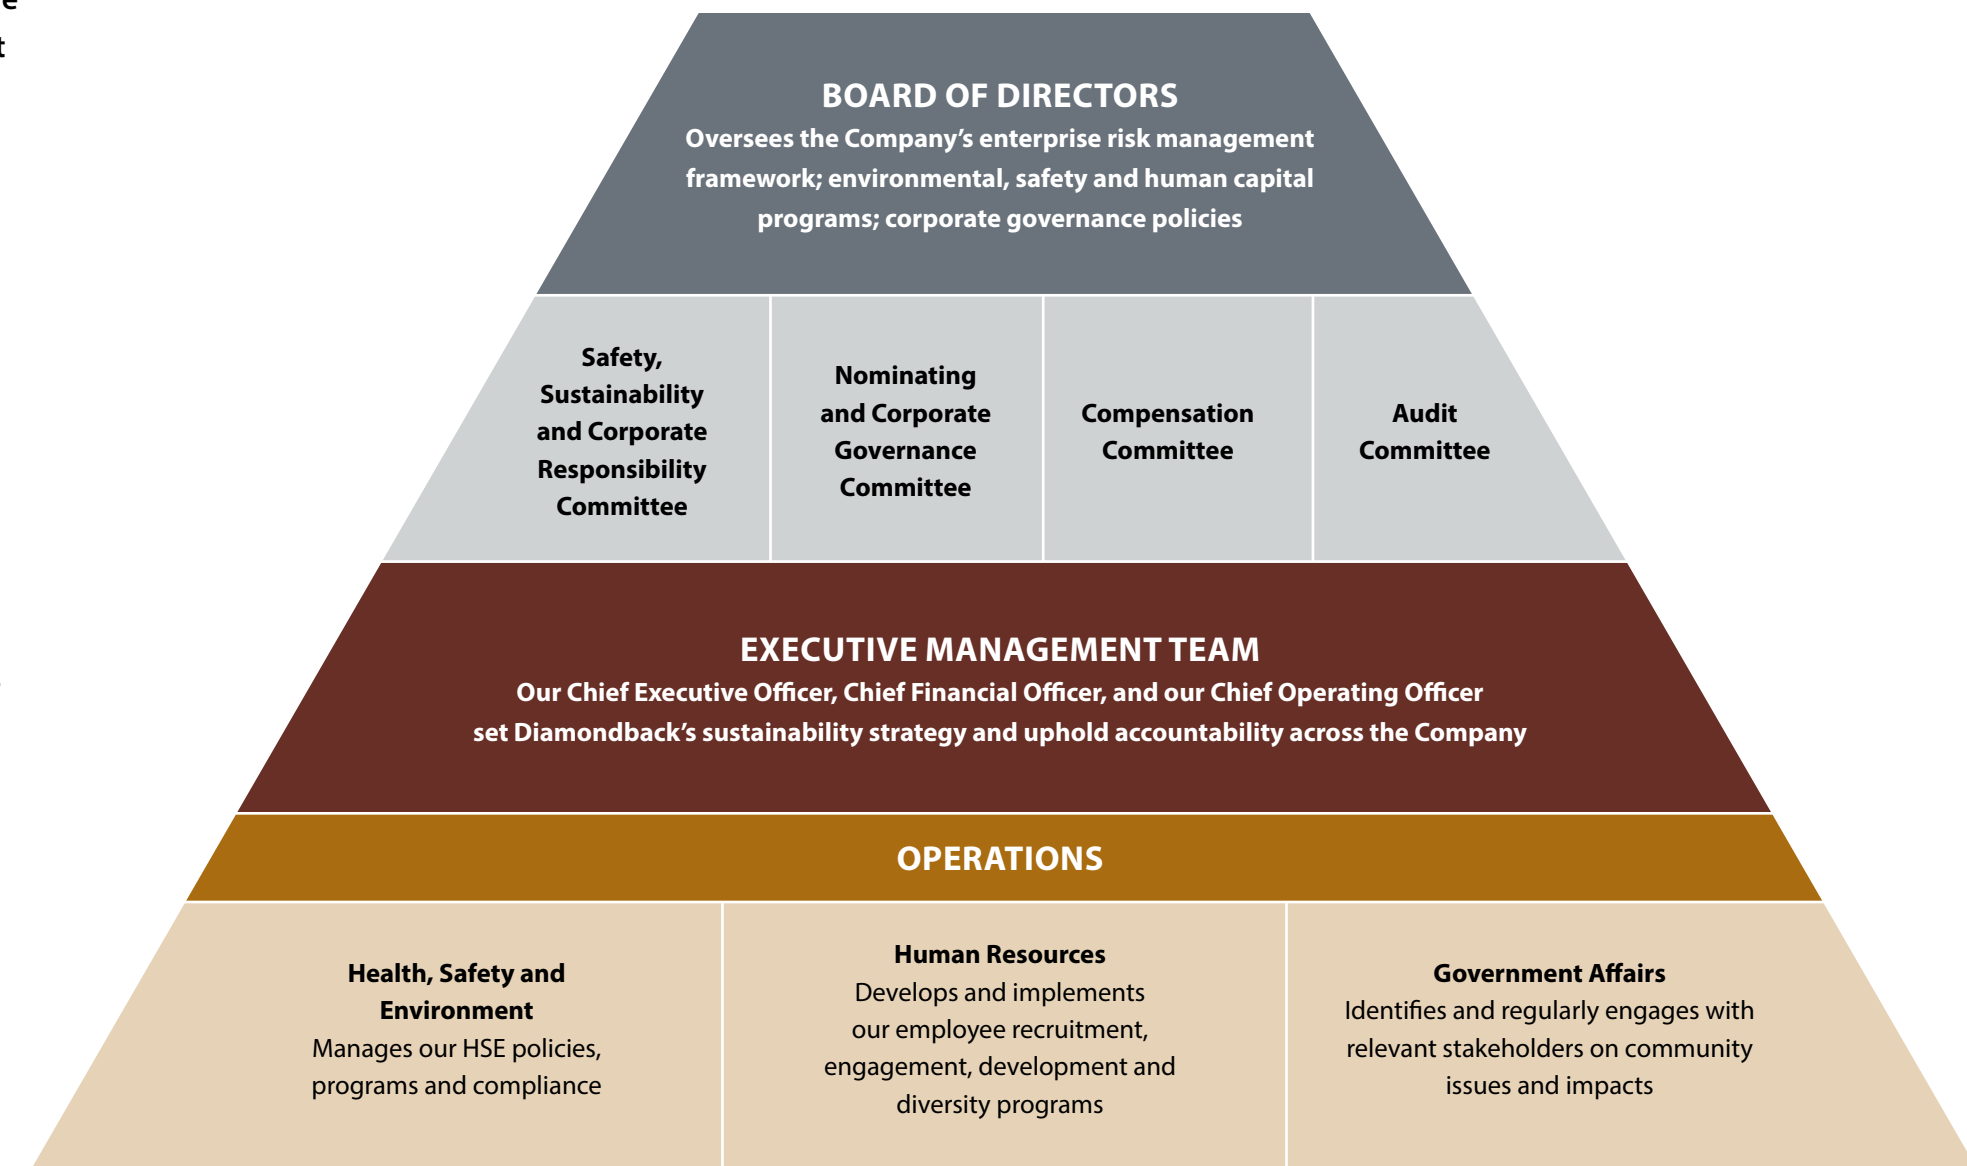 BOARD OF DIRECTORS
Oversees the Company’s enterprise risk management
framework; environmental, safety and human capital
programs; corporate governance policies
Safety,
Sustainability
and Corporate
Responsibility
Committee
Nominating
and Corporate
Governance
Committee
Compensation
Committee
Audit
Committee
EXECUTIVE MANAGEMENT TEAM
Our Chief Executive Officer, Chief Financial Officer, and our Chief Operating Officer
set Diamondback’s sustainability strategy and uphold accountability across the Company
OPERATIONS
Health, Safety and
Environment
Manages our HSE policies,
programs and compliance
Human Resources
Develops and implements
our employee recruitment,
engagement, development and
diversity programs
Government Affairs
Identifies and regularly engages with
relevant stakeholders on community
issues and impacts